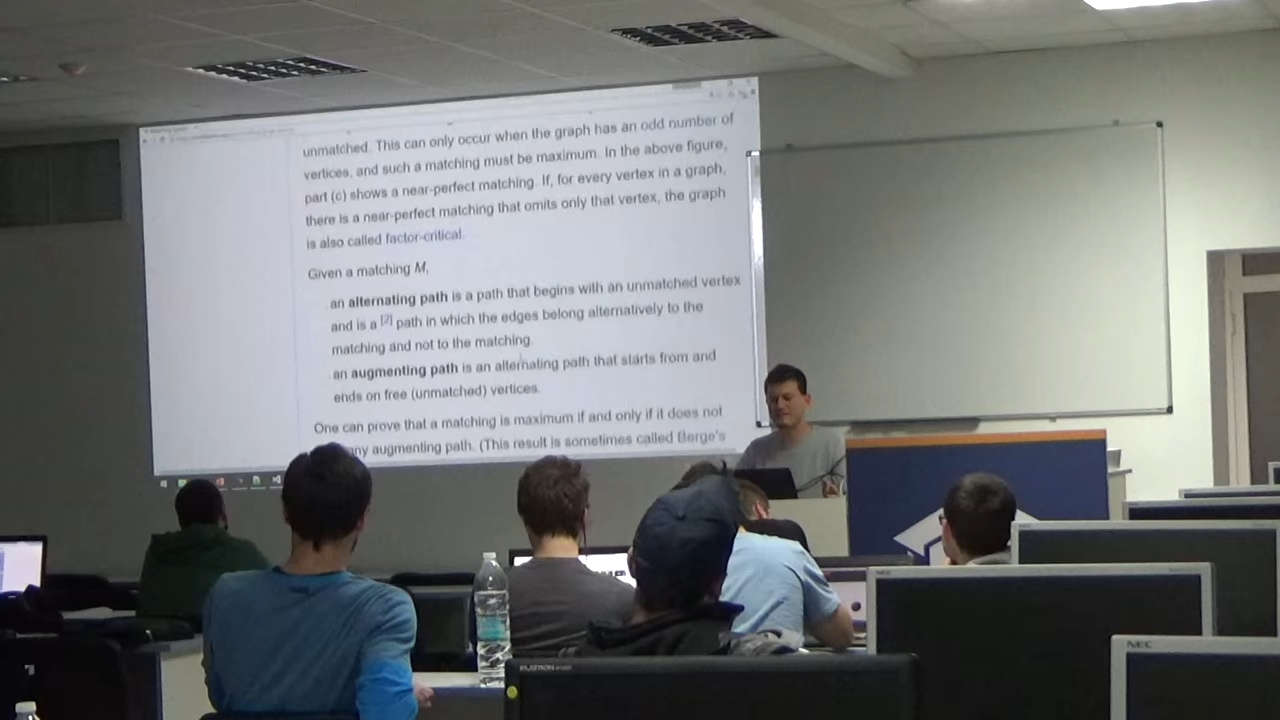 unmatched. This can only occur when the graph has an odd number of
vertices, and such a matching must be maximum. In the above figure,
part (c) shows a near-perfect matching. If, for every vertex in a graph,
there is a near-perfect matching that omits only that vertex, the graph
is also called factor-critical.
Given a matching M,
an alternating path is a path that begins with an unmatched vertex
and is a [2] path in which the edges belong alternatively to the
matching and not to the matching.
an augmenting path is an alternating path that starts from and
ends on free (unmatched) vertices.
One can prove that a matching is maximum if and only if it does not
any augmenting path. (This result is sometimes called Berge's
NEC
NEC